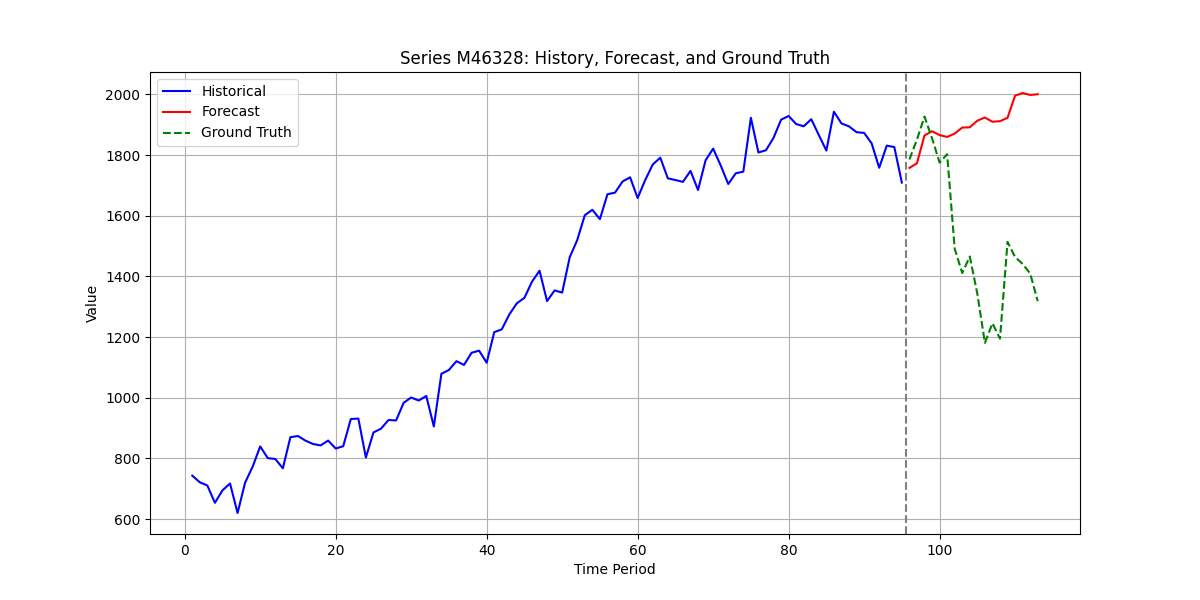 Series M46328: History, Forecast, and Ground Truth
Historical
Forecast
Ground Truth
2000
1800
1600
1400
1200
1000
800
600
Value
0 20 40 60 80 100
Time Period